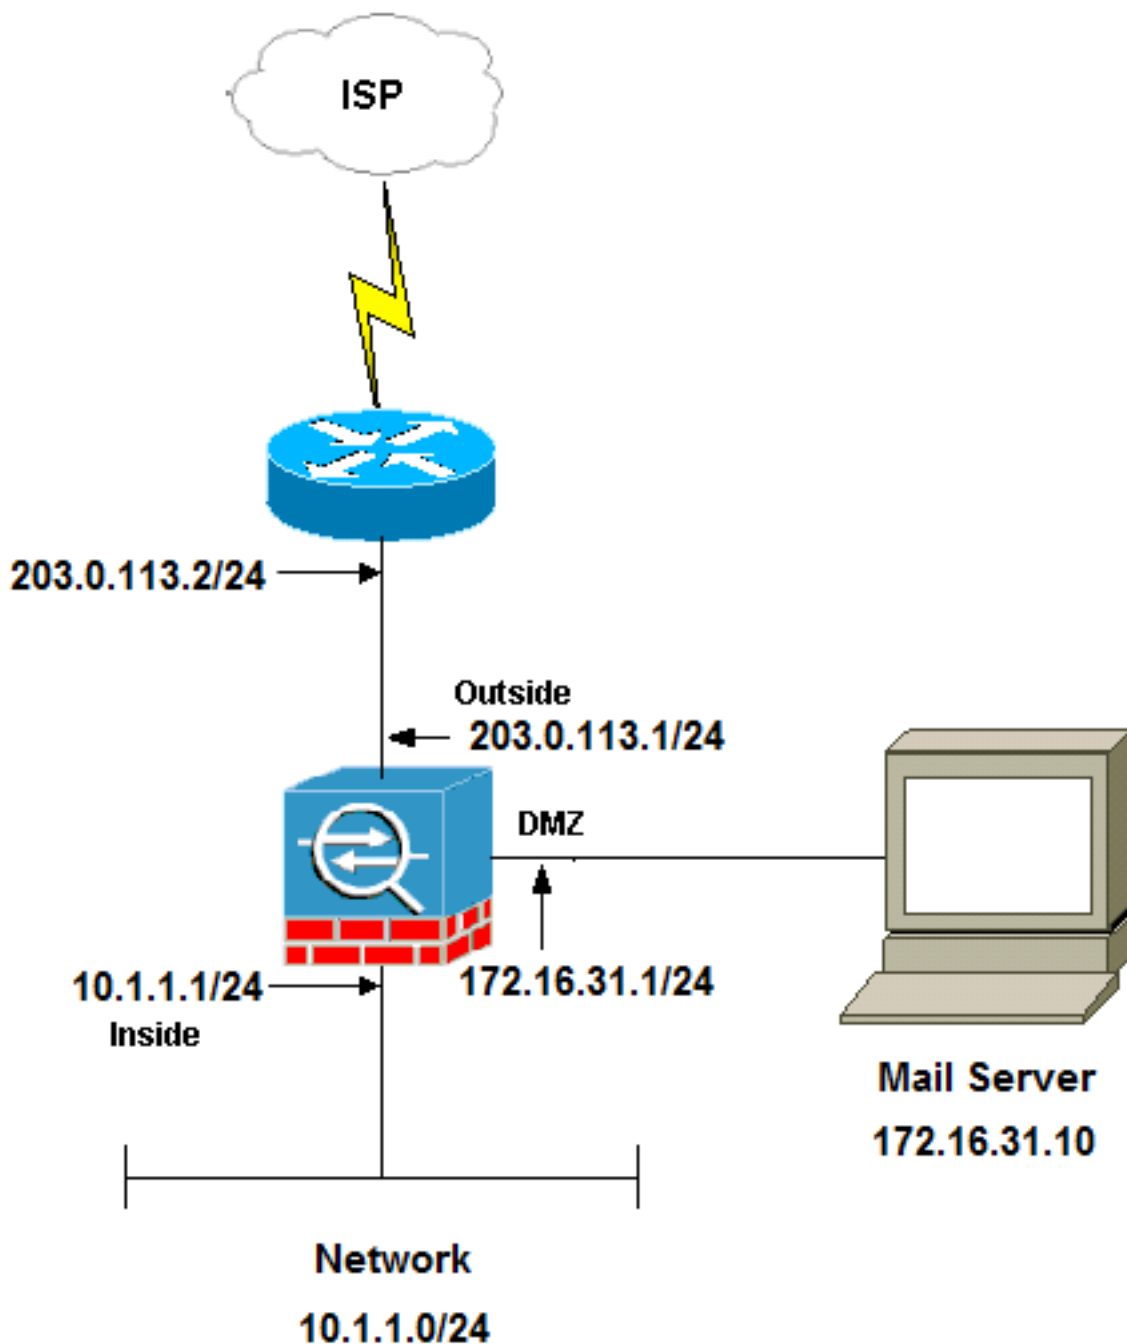 ISP
203.0.113.2/24
Outside
203.0.113.1/24
DMZ
10.1.1.1/24
172.16.31.1/24
Inside
Mail Server
172.16.31.10
Network
10.1.1.0/24